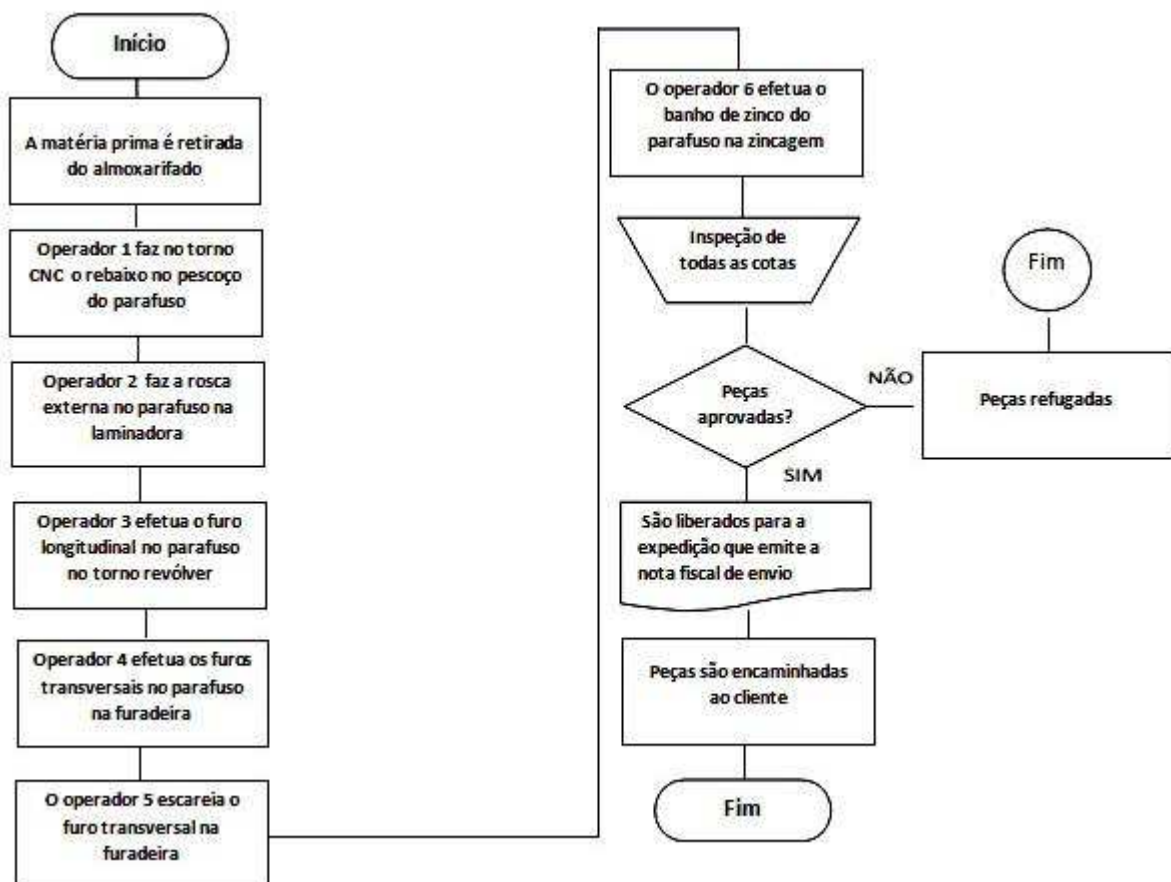 Início
A matéria prima é retirada
do almoxarifado
Operador 1 faz no torno
CNC o rebaixo no pescoço
do parafuso
Operador 2 faz a rosca
externa no parafuso na
laminadora
Operador 3 efetua o furo
longitudinal no parafuso
no torno revólver
Operador 4 efetua os furos
transversais no parafuso
na furadeira
O operador 5 escareia o
furo transversal na
furadeira
O operador 6 efetua o
banho de zinco do
parafuso na zincagem
Inspeção de
todas as cotas
Peças
aprovadas?
NÃO
Peças refugadas
Fim
SIM
São liberados para a
expedição que emite a
nota fiscal de envio
Peças são encaminhadas
ao cliente
Fim